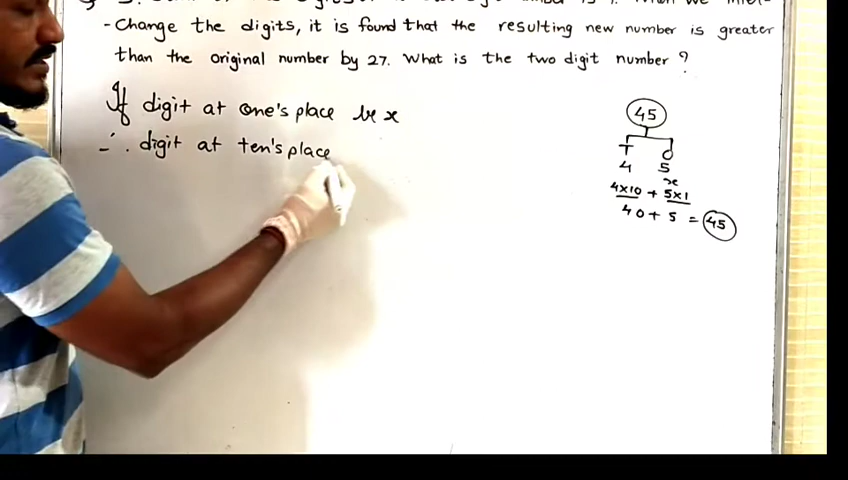 - Change the digits, it is found that the resulting new number is greater
than the original number by 27. What is the two digit number ?
If digit at one's place be x
∴ digit at ten's place
45
T O
4 5
x
4x10 + 5x1
40 + 5 = 45